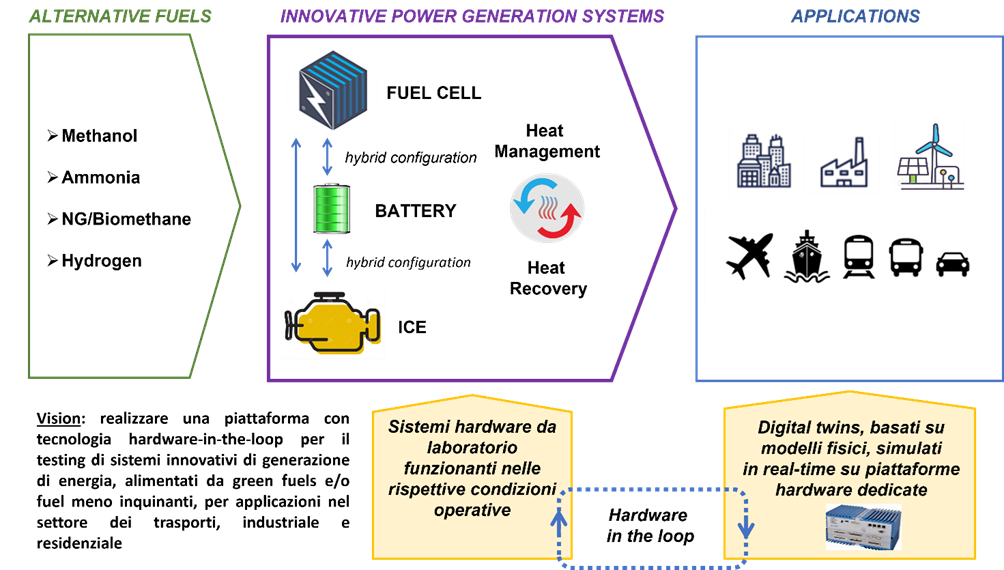 ALTERNATIVE FUELS
Methanol
Ammonia
NG/Biomethane
Hydrogen
INNOVATIVE POWER GENERATION SYSTEMS
FUEL CELL
hybrid configuration
BATTERY
hybrid configuration
ICE
Heat
Management
Heat
Recovery
APPLICATIONS
Vision: realizzare una piattaforma con
tecnologia hardware-in-the-loop per il
testing di sistemi innovativi di generazione
di energia, alimentati da green fuels e/o
fuel meno inquinanti, per applicazioni nel
settore dei trasporti, industriale e
residenziale
Sistemi hardware da
laboratorio
funzionanti nelle
rispettive condizioni
operative
Hardware
in the loop
Digital twins, basati su
modelli fisici, simulati
in real-time su piattaforme
hardware dedicate